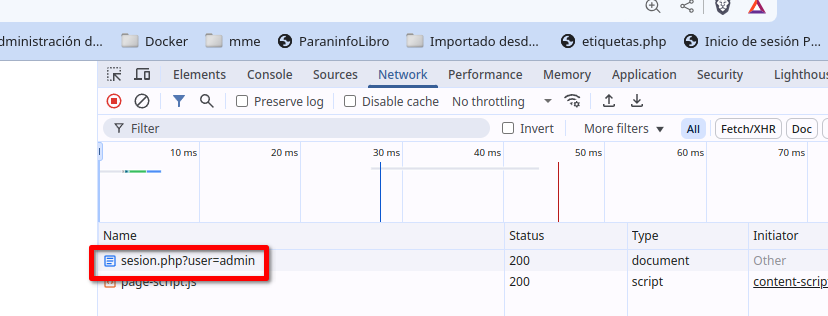 dministración d... Docker mme ParaninfoLibro Importado desd... etiquetas.php Inicio de sesión P...
Elements Console Sources Network Performance Memory Application Security Lighthou
Preserve log Disable cache No throttling
Filter Invert More filters All Fetch/XHR Doc
10 ms 20 ms 30 ms 40 ms 50 ms 60 ms 70 ms
Name Status Type Initiator
sesion.php?user=admin 200 document Other
page-script.js 200 script content-scrip